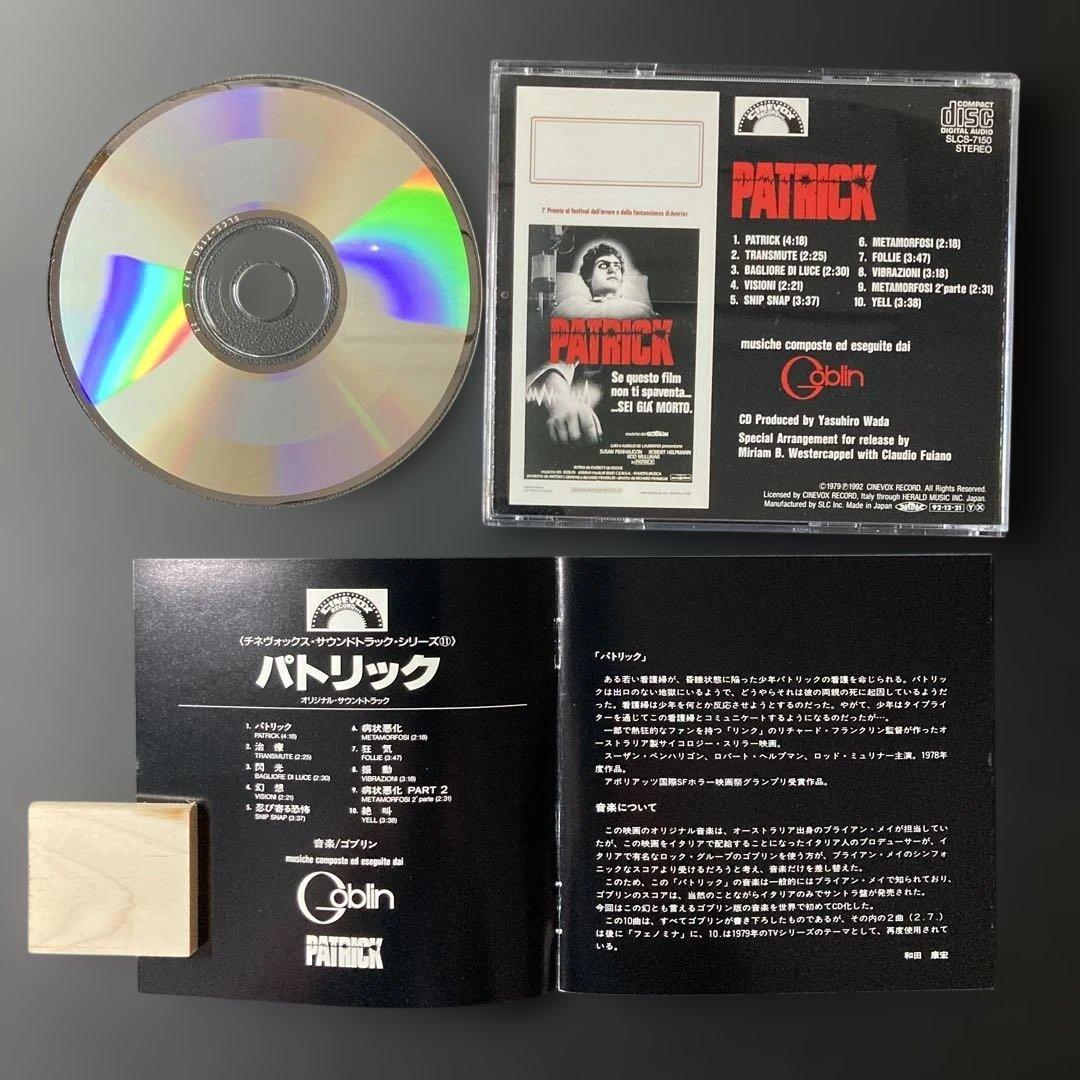 SLCS-7150 1A2
CINEVOX
RECORD
COMPACT
disc
DIGITAL AUDIO
SLCS-7150
STEREO
PATRICK
1. PATRICK (4:18)
2. TRANSMUTE (2:25)
3. BAGLIORE DI LUCE (2:30)
4. VISIONI (2:21)
5. SNIP SNAP (3:37)
6. METAMORFOSI (2:18)
7. FOLLIE (3:47)
8. VIBRAZIONI (3:18)
9. METAMORFOSI 2'parte (2:31)
10. YELL (3:38)
musiche composte ed eseguite dai
Goblin
CD Produced by Yasuhiro Wada
Special Arrangement for release by
Miriam B. Westercappel with Claudio Fuiano
©1979 Ⓟ1992 CINEVOX RECORD. All Rights Reserved.
Licensed by CINEVOX RECORD, Italy through HERALD MUSIC INC. Japan.
Manufactured by SLC Inc. Made in Japan 92-12-21 Ⓨ Ⓧ
1° Premio al festival dell'orrore e della fantascienza di Avoriaz
PATRICK
Se questo film
non ti spaventa...
...SEI GIA' MORTO.
musiche dei GOBLIN
SUSAN PENHALIGON ROBERT HELPMANN
ROD MULLINAR
in PATRICK
CINEVOX
RECORD
〈チネヴォックス・サウンドトラック・シリーズ⑪〉
パトリック
オリジナル・サウンドトラック
1. パトリック
PATRICK (4:18)
2. 治 療
TRANSMUTE (2:25)
3. 閃 光
BAGLIORE DI LUCE (2:30)
4. 幻 想
VISIONI (2:21)
5. 忍び寄る恐怖
SNIP SNAP (3:37)
6. 病状悪化
METAMORFOSI (2:18)
7. 狂 気
FOLLIE (3:47)
8. 振 動
VIBRAZIONI (3:18)
9. 病状悪化 PART 2
METAMORFOSI 2'parte (2:31)
10. 絶 叫
YELL (3:38)
音楽/ゴブリン
musiche composte ed eseguite dai
Goblin
PATRICK
「パトリック」
ある若い看護婦が、昏睡状態に陥った少年パトリックの看護を命じられる。パトリッ
クは出口のない地獄にいるようで、どうやらそれは彼の両親の死に起因しているようだ
った。看護婦は少年を何とか反応させようとするのだった。やがて、少年はタイプライ
ターを通じてこの看護婦とコミュニケートするようになるのだったが…。
一部で熱狂的なファンを持つ「リンク」のリチャード・フランクリン監督が作ったオ
ーストラリア製サイコロジー・スリラー映画。
スーザン・ペンハリゴン、ロバート・ヘルプマン、ロッド・ミュリナー主演。1978年
度作品。
アボリアッツ国際SFホラー映画祭グランプリ受賞作品。
音楽について
この映画のオリジナル音楽は、オーストラリア出身のブライアン・メイが担当してい
たが、この映画をイタリアで配給することになったイタリア人のプロデューサーが、イ
タリアで有名なロック・グループのゴブリンを使う方が、ブライアン・メイのシンフォ
ニックなスコアより受けるだろうと考え、音楽だけを差し替えた。
このため、この「パトリック」の音楽は一般的にはブライアン・メイで知られており、
ゴブリンのスコアは、当然のことながらイタリアのみでサントラ盤が発売された。
今回はこの幻とも言えるゴブリン版の音楽を世界で初めてCD化した。
この10曲は、すべてゴブリンが書き下ろしたものであるが、その内の2曲（2.7.）
は後に「フェノミナ」に、10.は1979年のTVシリーズのテーマとして、再度使用されて
いる。
和田 康宏